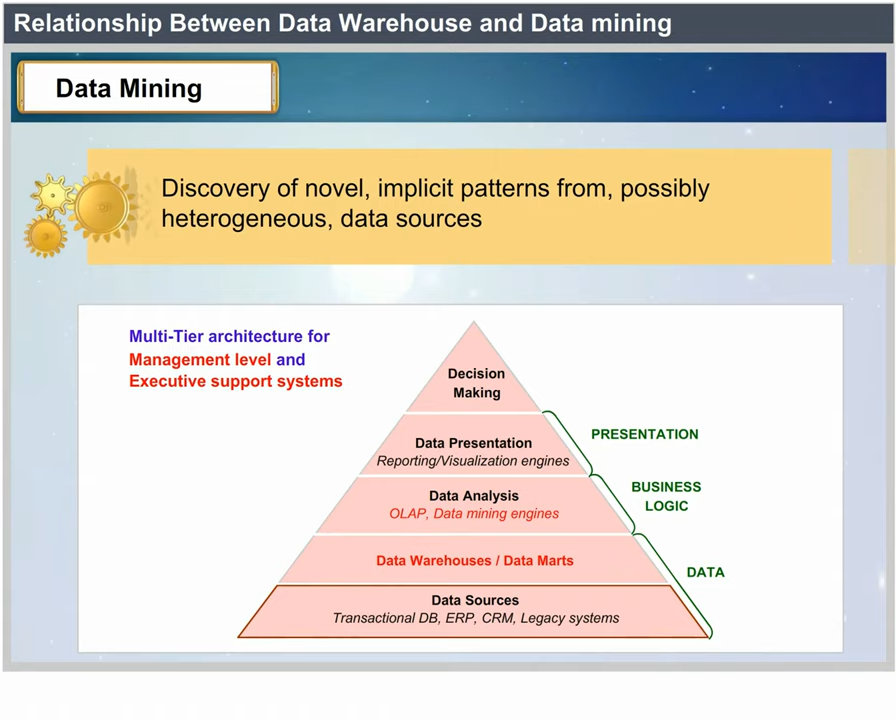 Relationship Between Data Warehouse and Data mining
Data Mining
Discovery of novel, implicit patterns from, possibly
heterogeneous, data sources
Multi-Tier architecture for
Management level and
Executive support systems
Decision
Making
Data Presentation
Reporting/Visualization engines
PRESENTATION
Data Analysis
OLAP, Data mining engines
BUSINESS
LOGIC
Data Warehouses / Data Marts
DATA
Data Sources
Transactional DB, ERP, CRM, Legacy systems